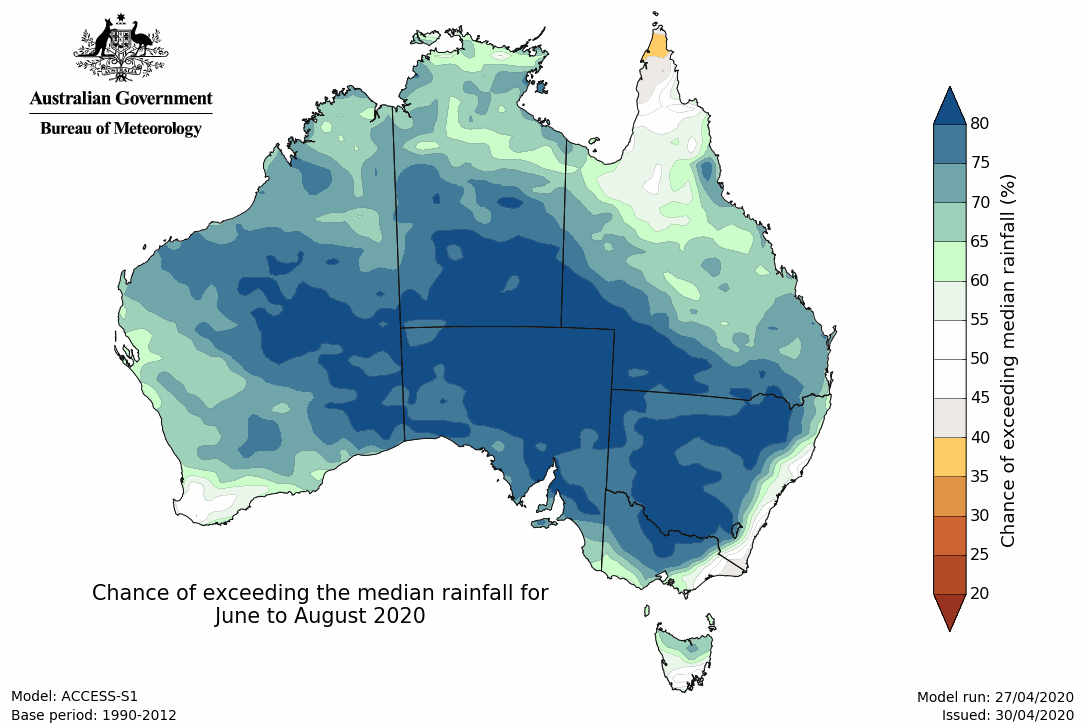 AUSTRALIA
Australian Government
Bureau of Meteorology
80
75
70
65
60
55
50
45
40
35
30
25
20
Chance of exceeding median rainfall (%)
Chance of exceeding the median rainfall for
June to August 2020
Model: ACCESS-S1
Base period: 1990-2012
Model run: 27/04/2020
Issued: 30/04/2020